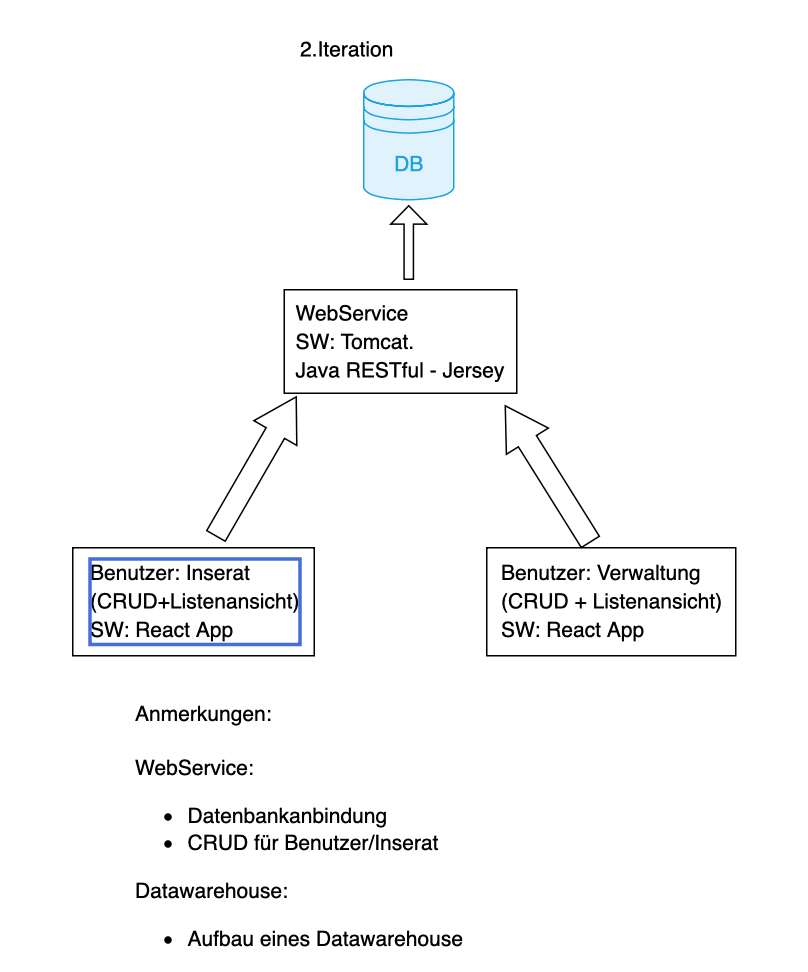 2.Iteration
DB
WebService
SW: Tomcat.
Java RESTful - Jersey
Benutzer: Inserat
(CRUD+Listenansicht)
SW: React App
Benutzer: Verwaltung
(CRUD + Listenansicht)
SW: React App
Anmerkungen:
WebService:
• Datenbankanbindung
• CRUD für Benutzer/Inserat
Datawarehouse:
• Aufbau eines Datawarehouse